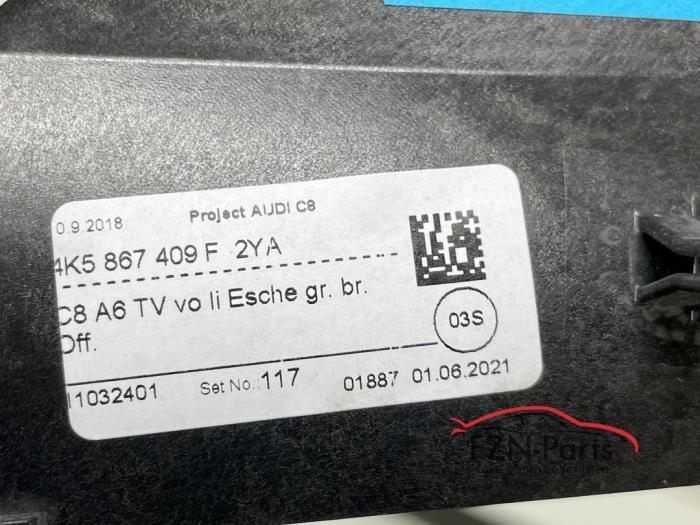 0.9.2018 Project AUDI C8
4K5 867 409 F 2YA
C8 A6 TV vo li Esche gr. br.
Off.
03S
11032401 Set No.: 117 01887 01.06.2021
FZN-Parts